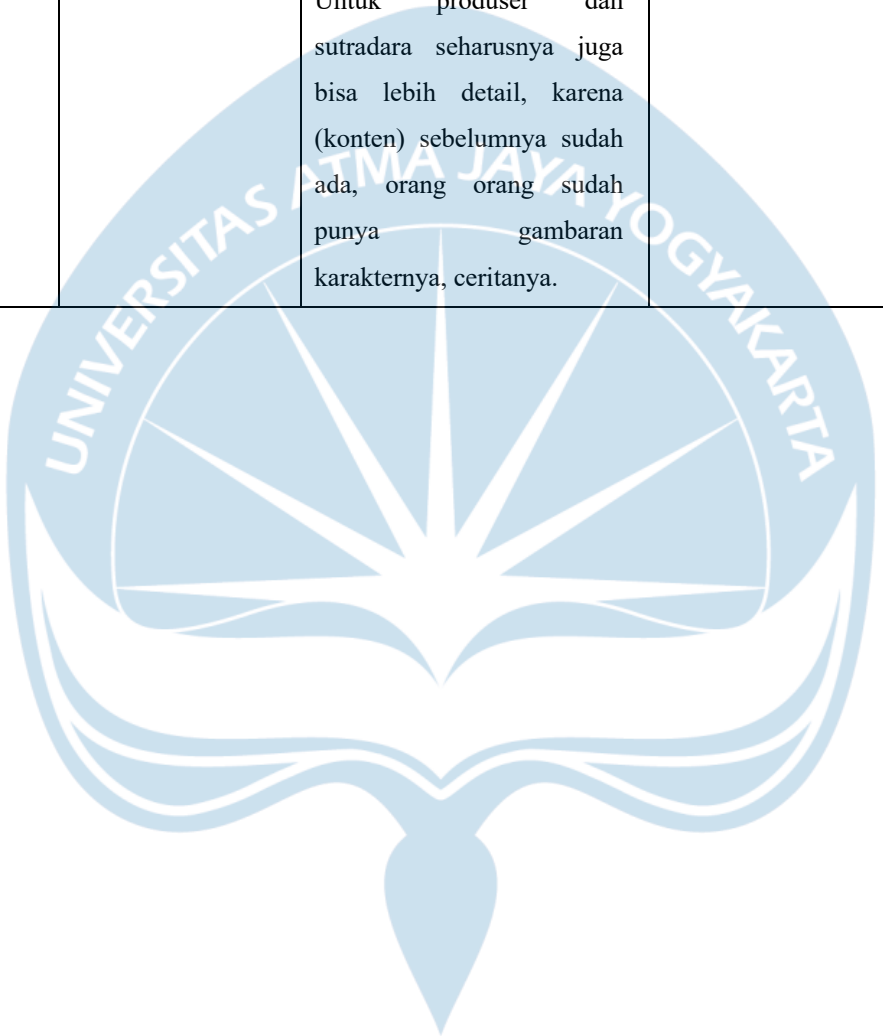 Untuk produser dan
sutradara seharusnya juga
bisa lebih detail, karena
(konten) sebelumnya sudah
ada, orang orang sudah
punya gambaran
karakternya, ceritanya.
UNIVERSITAS ATMA JAYA YOGYAKARTA